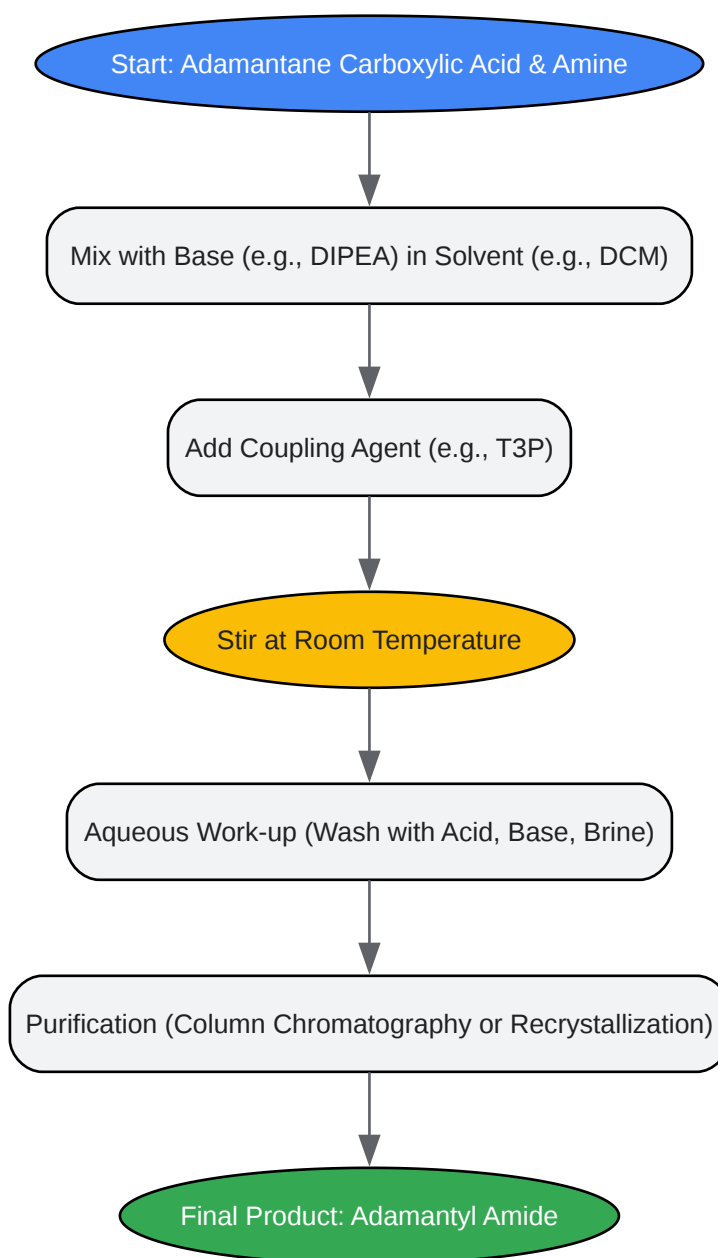 Start: Adamantane Carboxylic Acid & Amine
Mix with Base (e.g., DIPEA) in Solvent (e.g., DCM)
Add Coupling Agent (e.g., T3P)
Stir at Room Temperature
Aqueous Work-up (Wash with Acid, Base, Brine)
Purification (Column Chromatography or Recrystallization)
Final Product: Adamantyl Amide